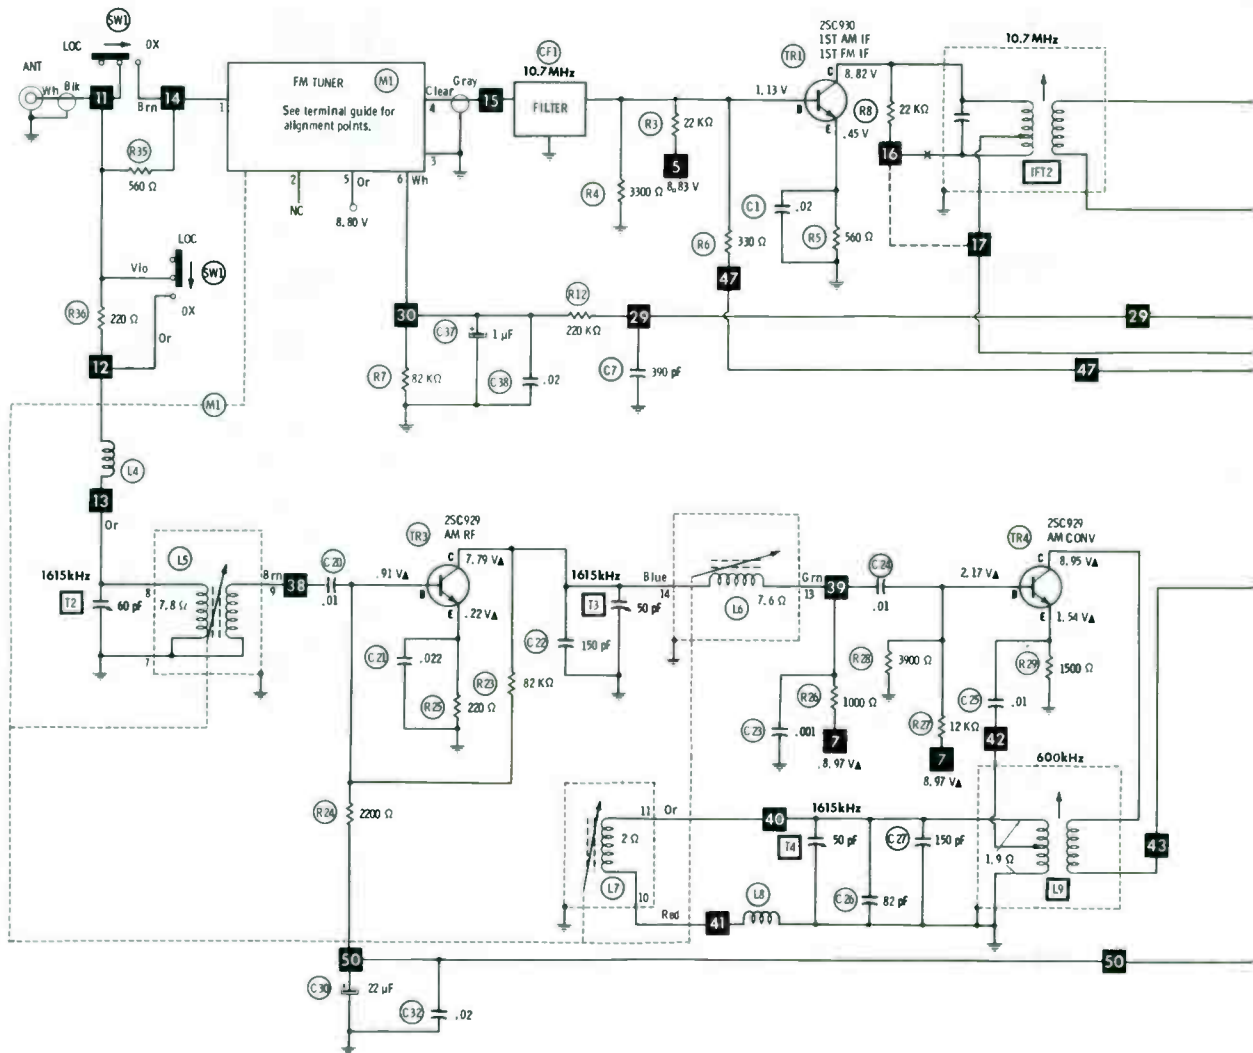 SW1
LOC
DX
ANT
Wh
Blk
11
Brn
14
R35
560 Ω
FM TUNER
M1
See terminal guide for
alignment points.
1
2
NC
5
Or
8.80 V
6
Wh
Clear
4
3
Gray
15
CF1
10.7MHz
FILTER
R3
22 KΩ
5
8.83 V
R4
3300 Ω
1.13 V
2SC930
1ST AM IF
1ST FM IF
TR1
C
8.82 V
B
E
.45 V
R8
22 KΩ
16
10.7MHz
IFT2
17
C1
.02
R5
560 Ω
R6
330 Ω
47
LOC
Vio
SW1
DX
R36
220 Ω
Or
12
M1
30
C37
+
1 µF
R12
220 KΩ
29
29
R7
82 KΩ
C38
.02
C7
390 pf
47
L4
13
Or
1615kHz
T2
60 pf
8
7.8 Ω
L5
7
Brn
9
38
C20
.01
.91 V▲
2SC929
AM RF
TR3
C
7.79 V▲
B
E
.22 V▲
C21
.022
R25
220 Ω
R23
82 KΩ
1615kHz
T3
50 pf
C22
150 pf
Blue
14
L6
7.6 Ω
Grn
13
39
C24
.01
2.17 V▲
2SC929
AM CONV
TR4
C
8.95 V▲
B
E
1.54 V▲
R28
3900 Ω
R29
1500 Ω
R26
1000 Ω
C23
.001
7
8.97 V▲
R27
12 KΩ
7
8.97 V▲
C25
.01
42
600kHz
R24
2200 Ω
11
Or
2 Ω
L7
10
Red
40
1615kHz
T4
50 pf
C27
150 pf
C26
82 pf
L8
41
1.9 Ω
L9
43
50
50
C30
+
22 µF
C32
.02